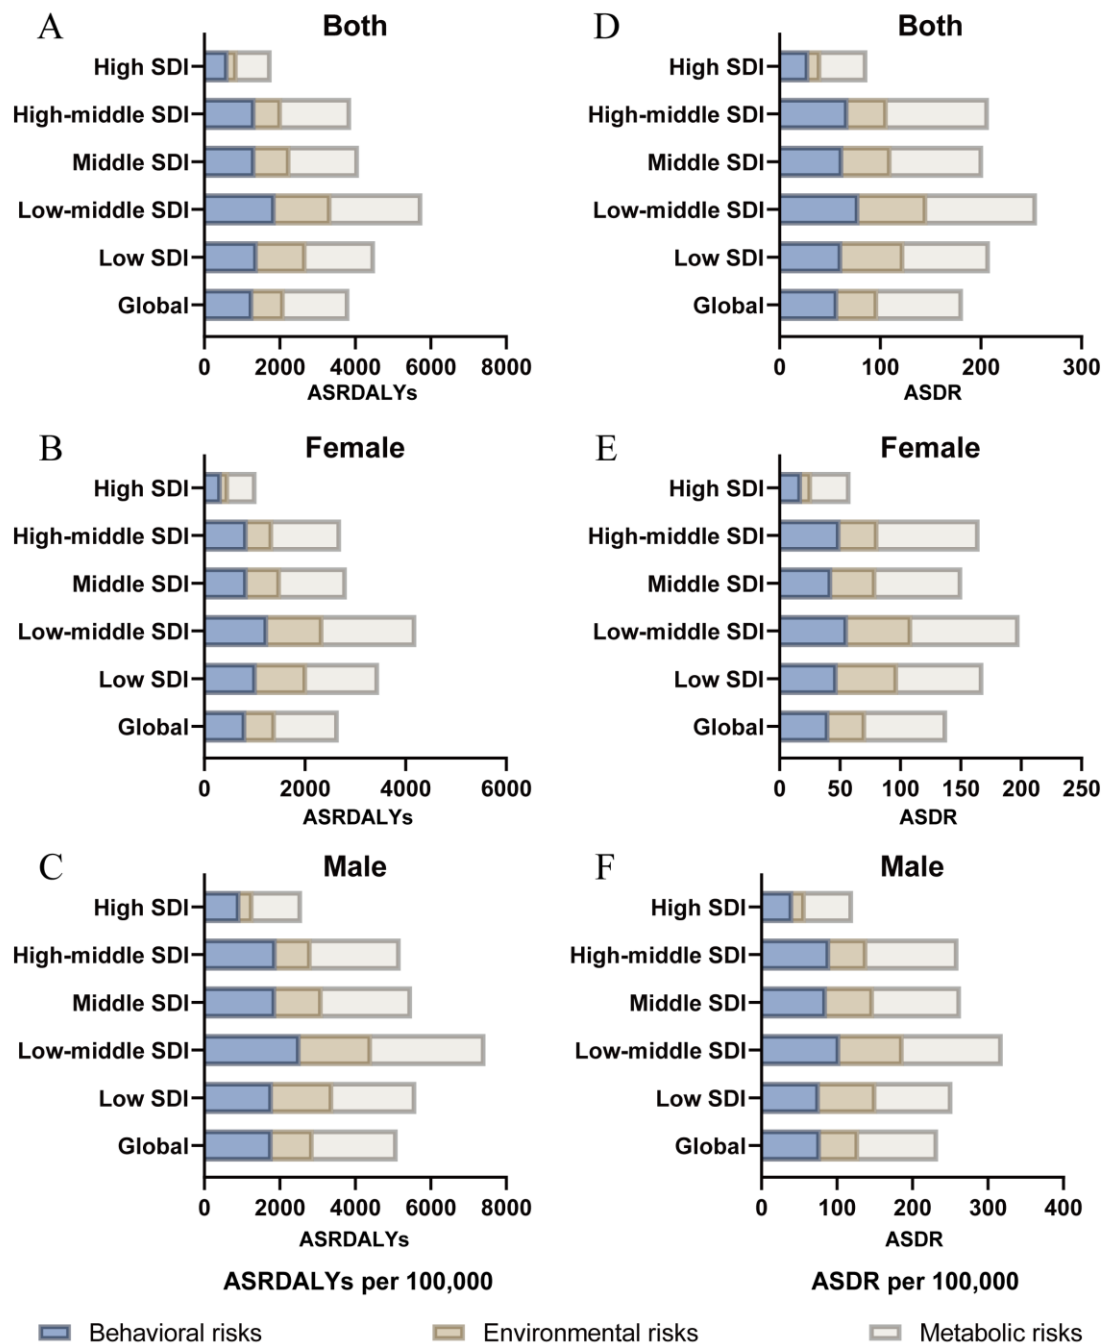 A
Both
High SDI
High-middle SDI
Middle SDI
Low-middle SDI
Low SDI
Global
0 2000 4000 6000 8000
ASRDALYs
D
Both
High SDI
High-middle SDI
Middle SDI
Low-middle SDI
Low SDI
Global
0 100 200 300
ASDR
B
Female
High SDI
High-middle SDI
Middle SDI
Low-middle SDI
Low SDI
Global
0 2000 4000 6000
ASRDALYs
E
Female
High SDI
High-middle SDI
Middle SDI
Low-middle SDI
Low SDI
Global
0 50 100 150 200 250
ASDR
C
Male
High SDI
High-middle SDI
Middle SDI
Low-middle SDI
Low SDI
Global
0 2000 4000 6000 8000
ASRDALYs
ASRDALYs per 100,000
F
Male
High SDI
High-middle SDI
Middle SDI
Low-middle SDI
Low SDI
Global
0 100 200 300 400
ASDR
ASDR per 100,000
Behavioral risks Environmental risks Metabolic risks